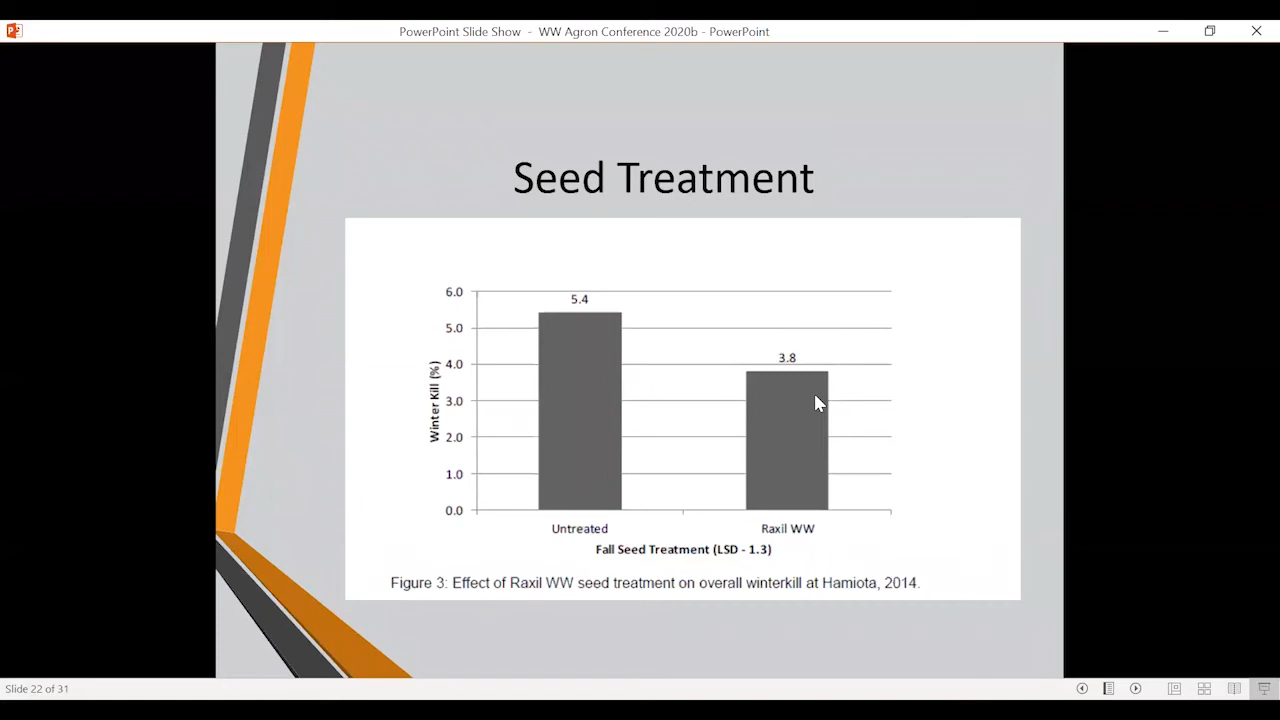 PowerPoint Slide Show - WW Agron Conference 2020b - PowerPoint
Seed Treatment
6.0
5.0
4.0
3.0
2.0
1.0
0.0
Winter Kill (%)
5.4
3.8
Untreated
Raxil WW
Fall Seed Treatment (LSD - 1.3)
Figure 3: Effect of Raxil WW seed treatment on overall winterkill at Hamiota, 2014.
Slide 22 of 31